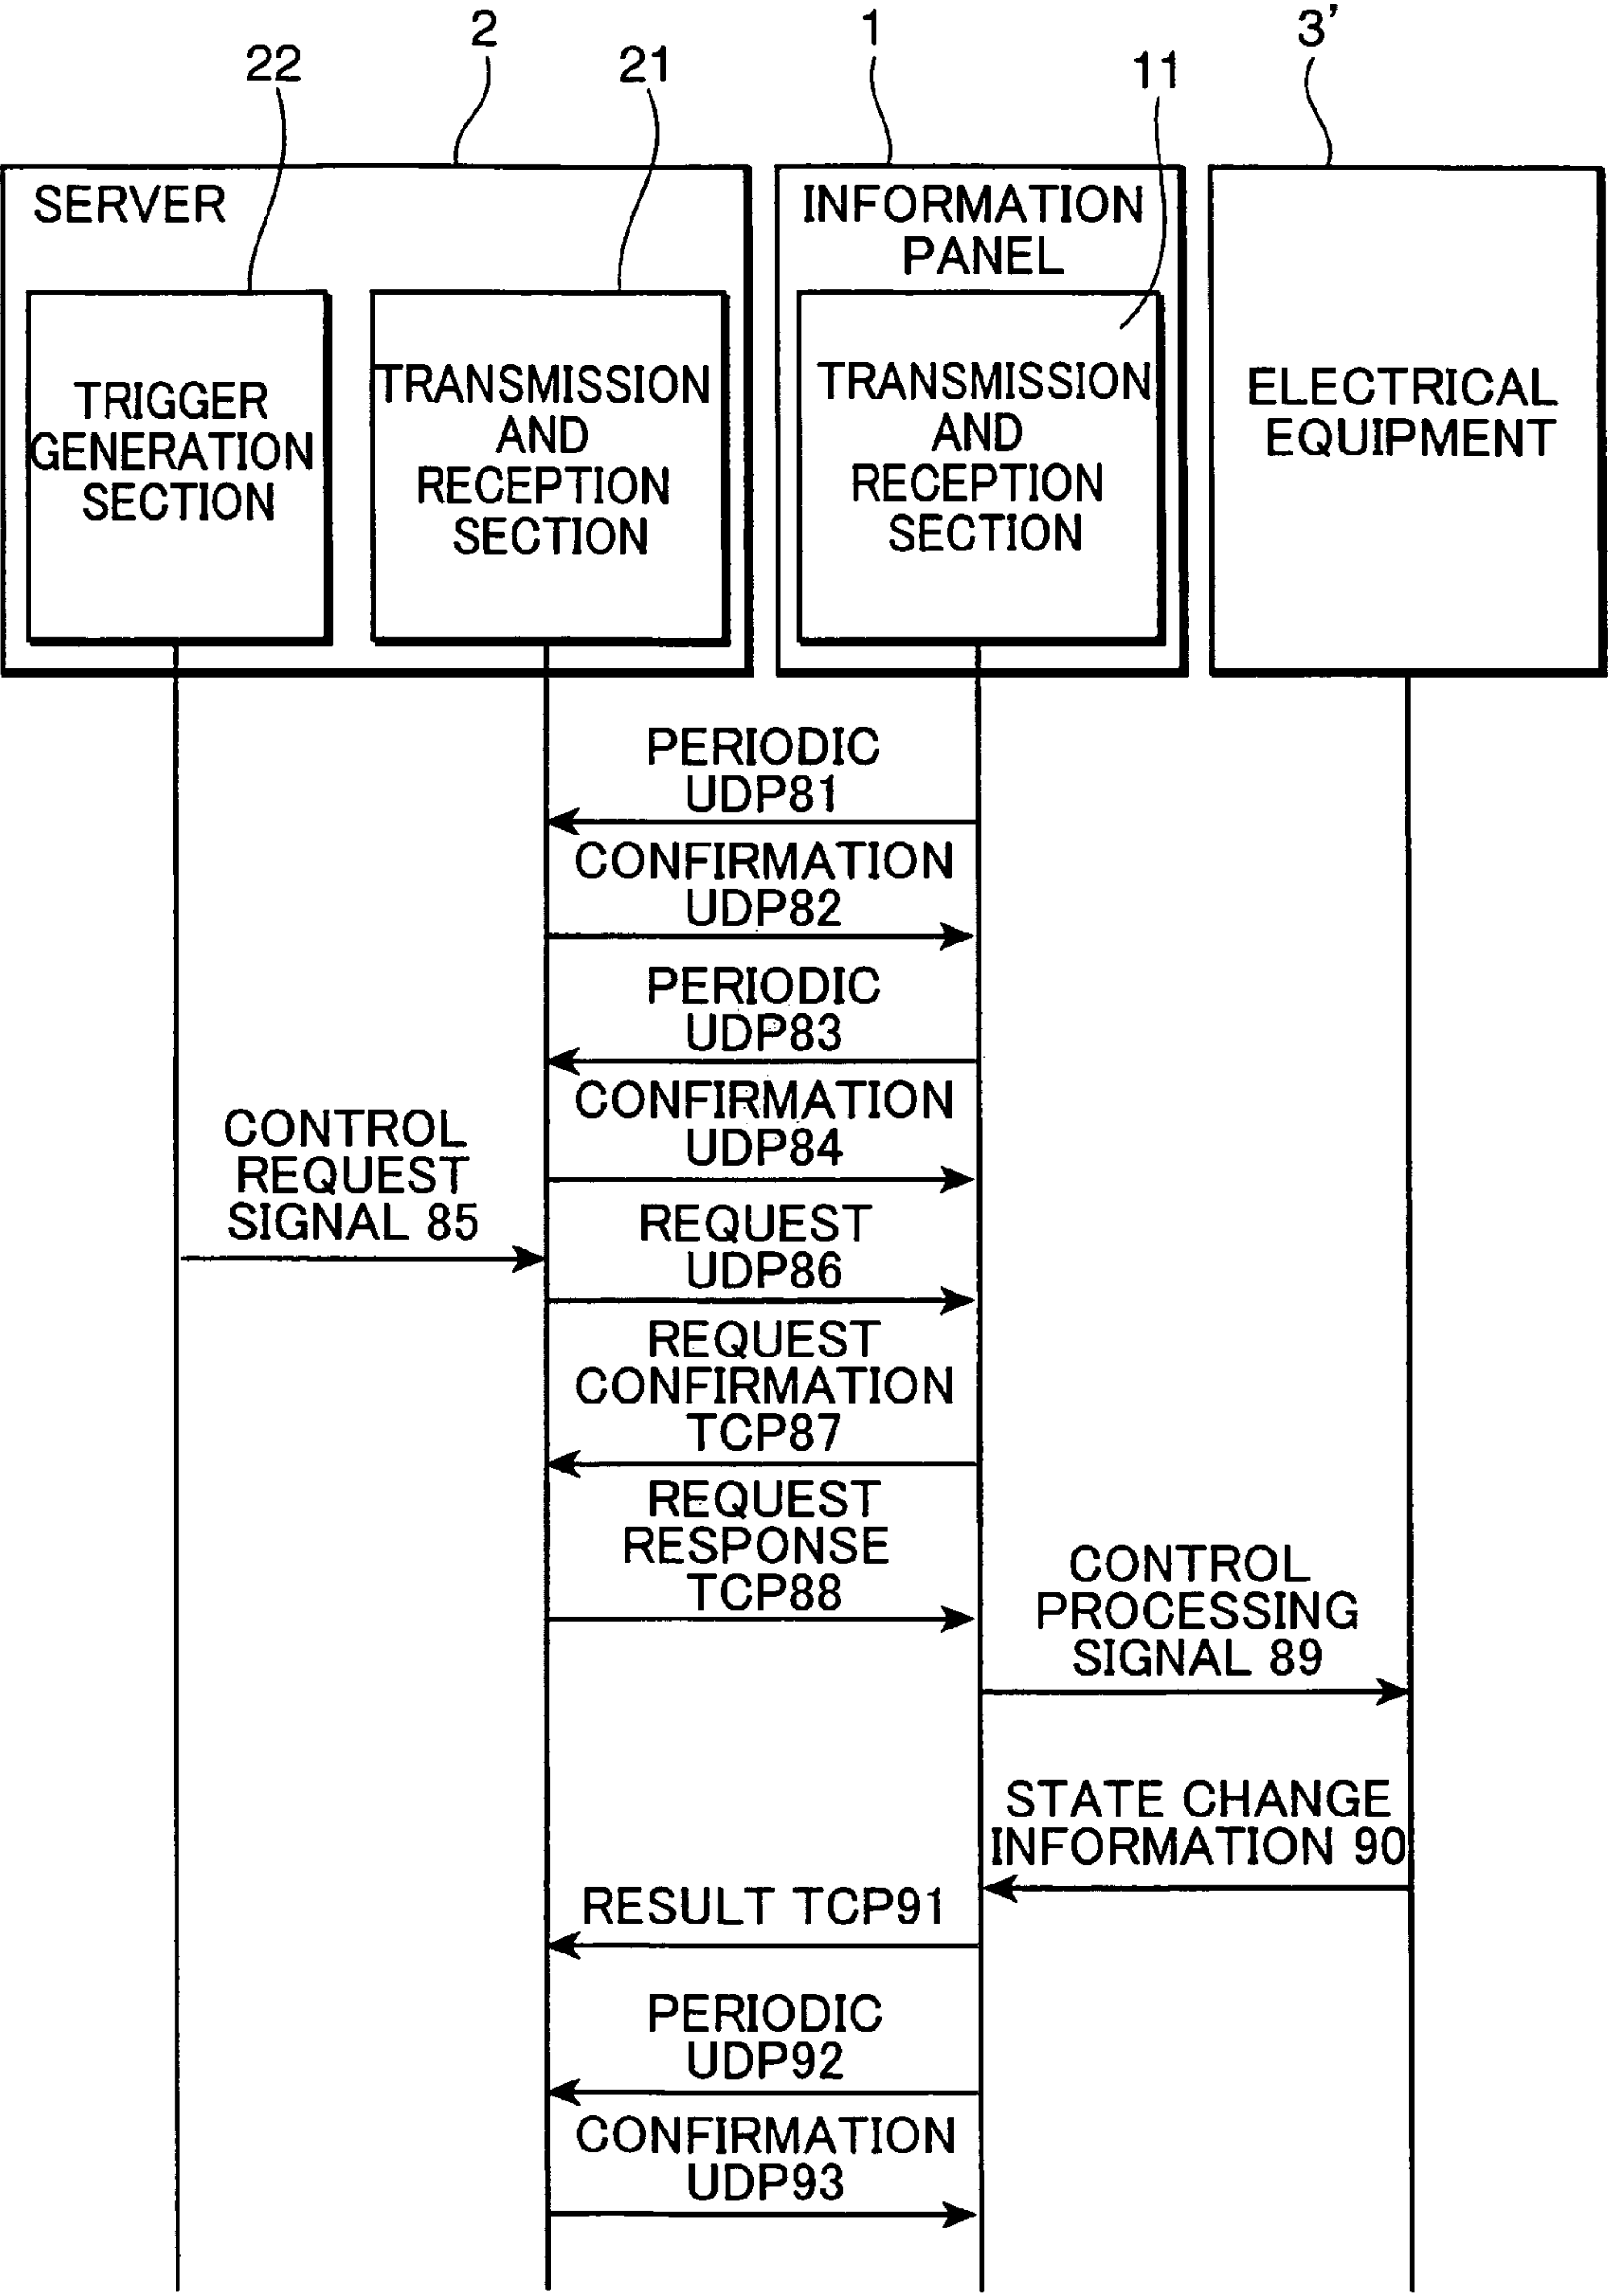 2
1
3'
22
21
11
SERVER
INFORMATION
PANEL
TRIGGER
GENERATION
SECTION
TRANSMISSION
AND
RECEPTION
SECTION
TRANSMISSION
AND
RECEPTION
SECTION
ELECTRICAL
EQUIPMENT
PERIODIC
UDP81
CONFIRMATION
UDP82
PERIODIC
UDP83
CONFIRMATION
UDP84
CONTROL
REQUEST
SIGNAL 85
REQUEST
UDP86
REQUEST
CONFIRMATION
TCP87
REQUEST
RESPONSE
TCP88
CONTROL
PROCESSING
SIGNAL 89
STATE CHANGE
INFORMATION 90
RESULT TCP91
PERIODIC
UDP92
CONFIRMATION
UDP93